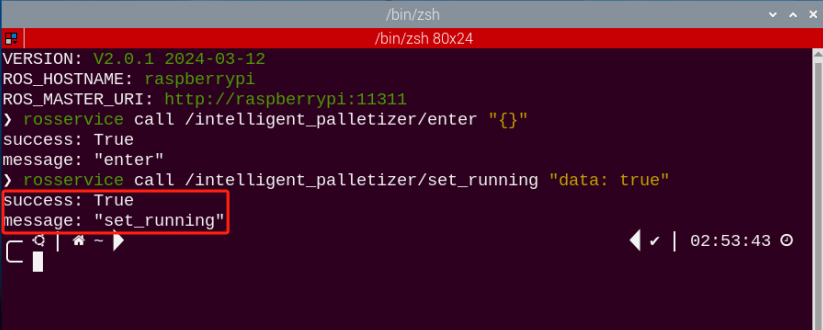 /bin/zsh
/bin/zsh 80x24
VERSION: V2.0.1 2024-03-12
ROS_HOSTNAME: raspberrypi
ROS_MASTER_URI: http://raspberrypi:11311
❯ rosservice call /intelligent_palletizer/enter "{}"
success: True
message: "enter"
❯ rosservice call /intelligent_palletizer/set_running "data: true"
success: True
message: "set_running"
~ ✔ 02:53:43